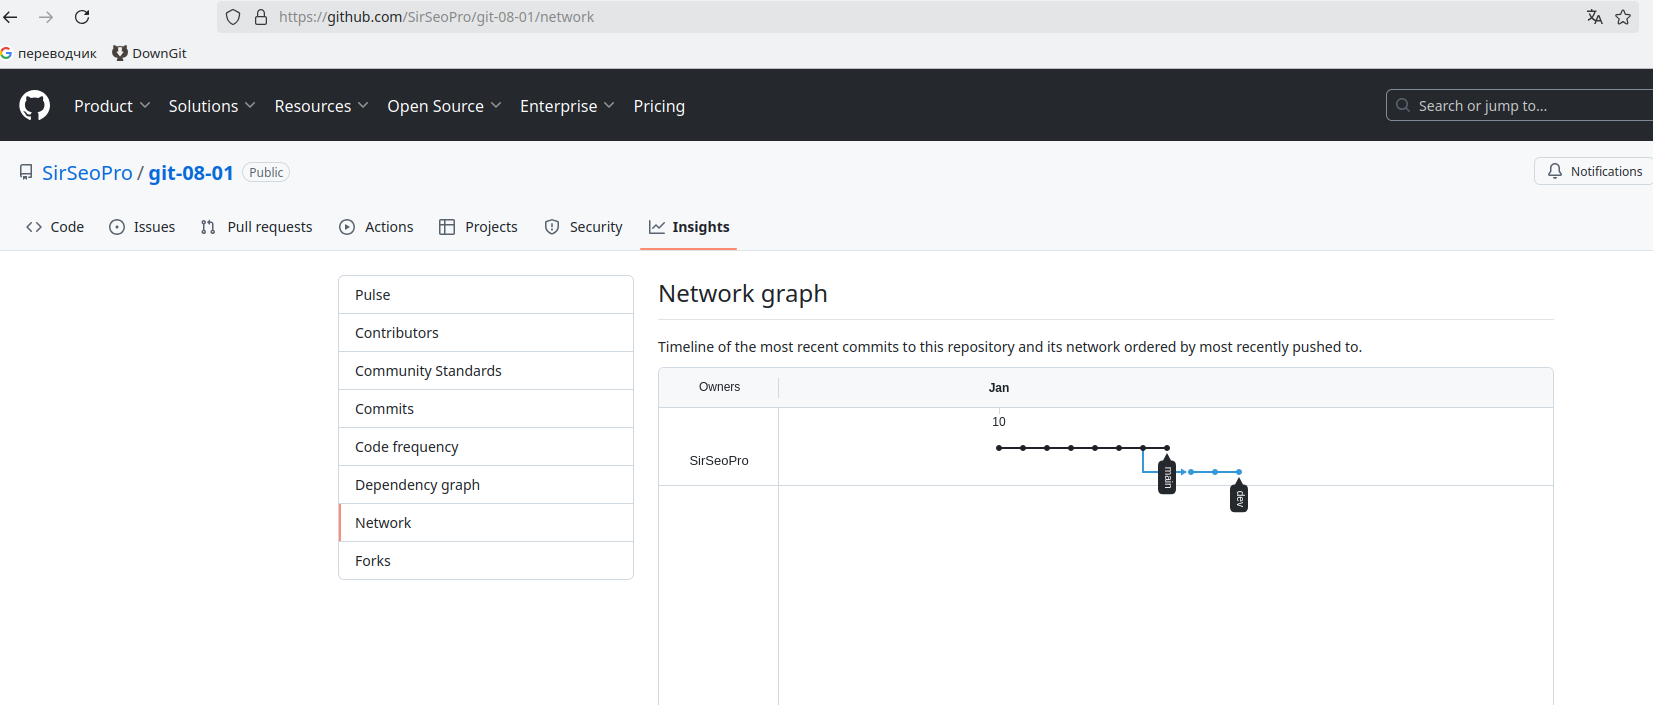 https://github.com/SirSeoPro/git-08-01/network
переводчик DownGit
Product Solutions Resources Open Source Enterprise Pricing Search or jump to...
SirSeoPro / git-08-01 Public Notifications
Code Issues Pull requests Actions Projects Security Insights
Pulse
Contributors
Community Standards
Commits
Code frequency
Dependency graph
Network
Forks
Network graph
Timeline of the most recent commits to this repository and its network ordered by most recently pushed to.
Owners Jan
10
SirSeoPro
main
dev